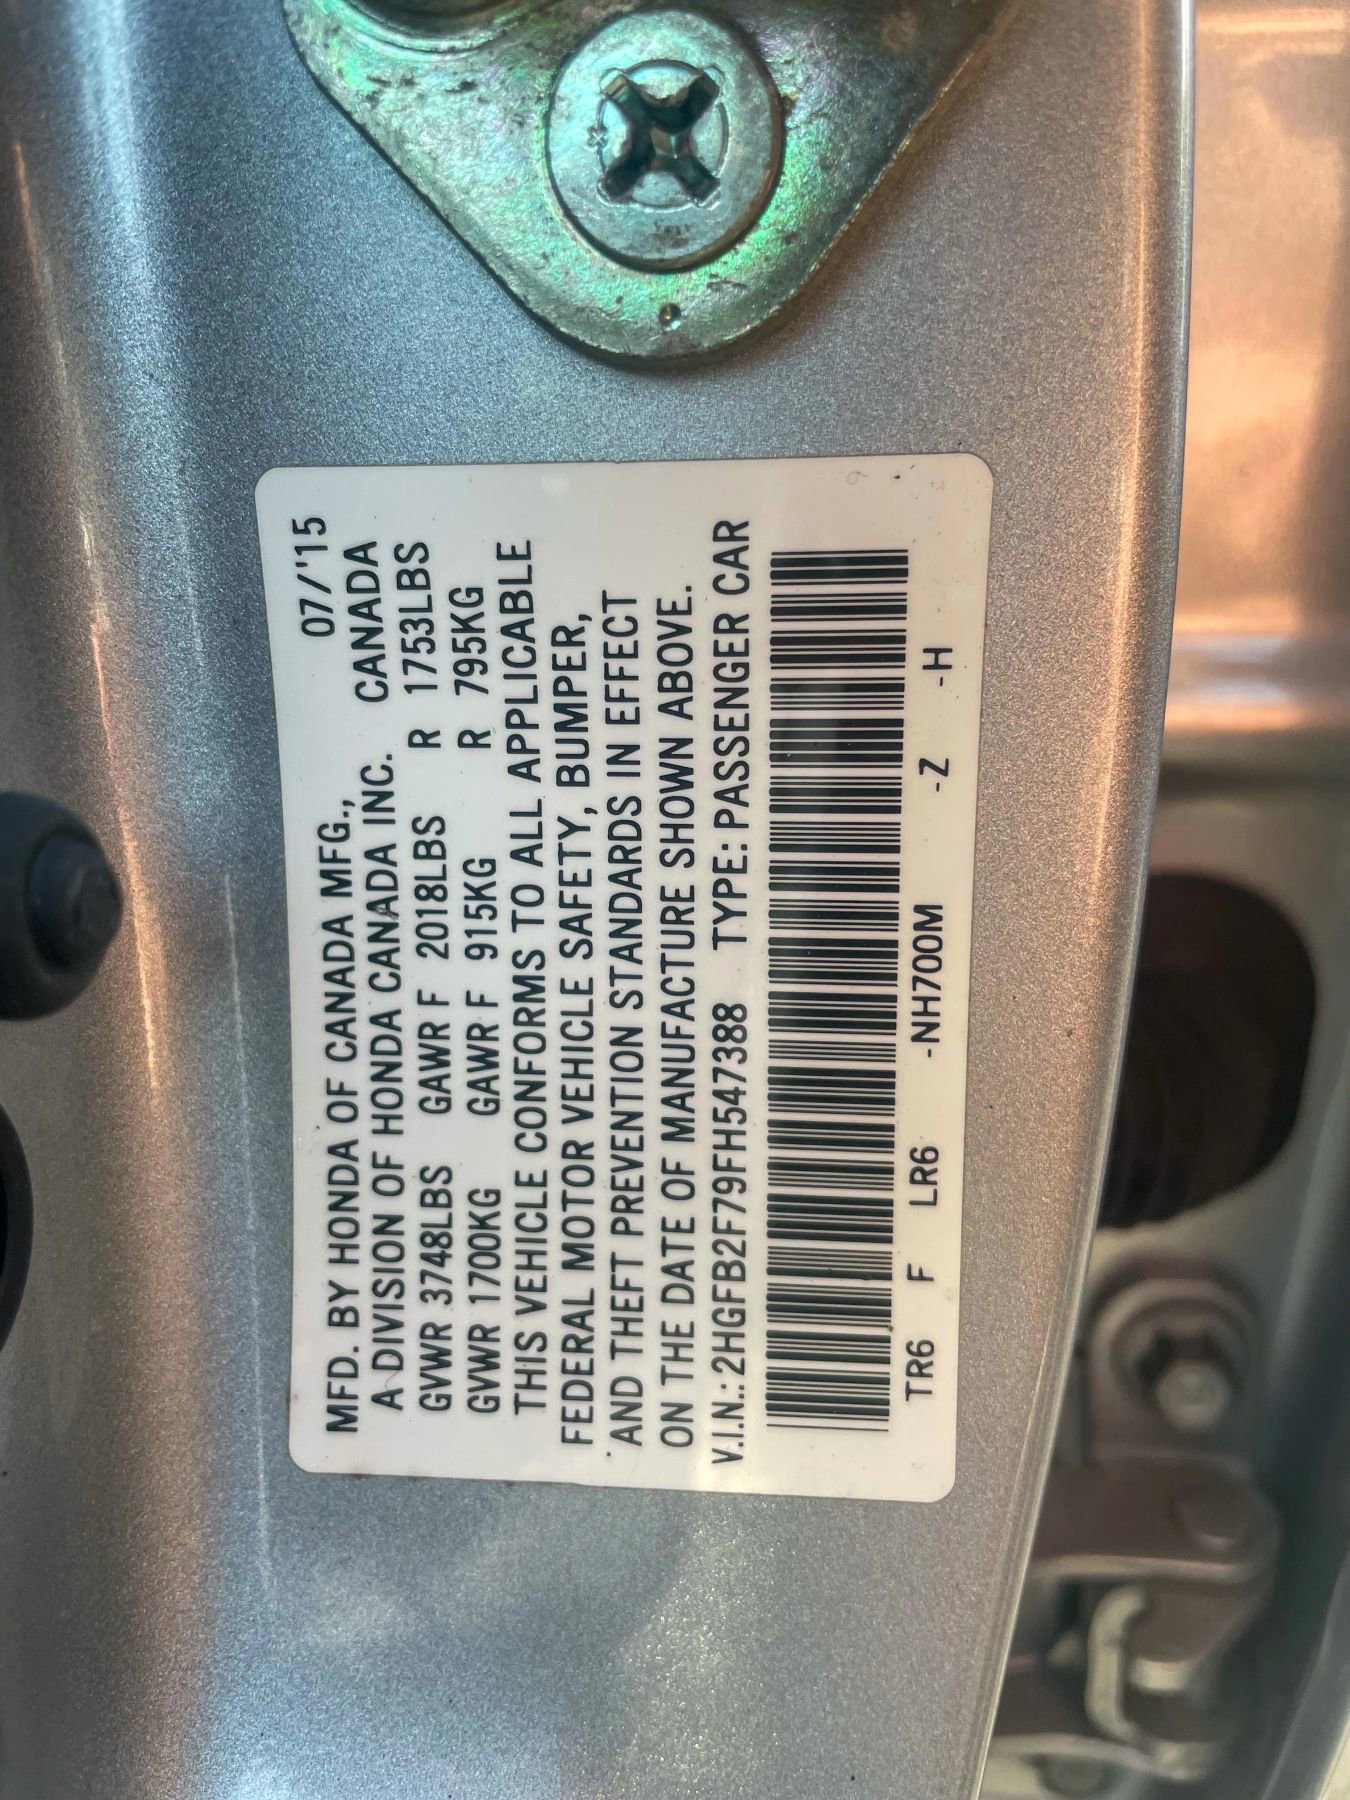 07/'15
MFD. BY HONDA OF CANADA MFG.,
A DIVISION OF HONDA CANADA INC. CANADA
GVWR 3748LBS GAWR F 2018LBS R 1753LBS
GVWR 1700KG GAWR F 915KG R 795KG
THIS VEHICLE CONFORMS TO ALL APPLICABLE
FEDERAL MOTOR VEHICLE SAFETY, BUMPER,
AND THEFT PREVENTION STANDARDS IN EFFECT
ON THE DATE OF MANUFACTURE SHOWN ABOVE.
V.I.N.: 2HGFB2F79FH547388 TYPE: PASSENGER CAR
TR6 F LR6 -NH700M -Z -H